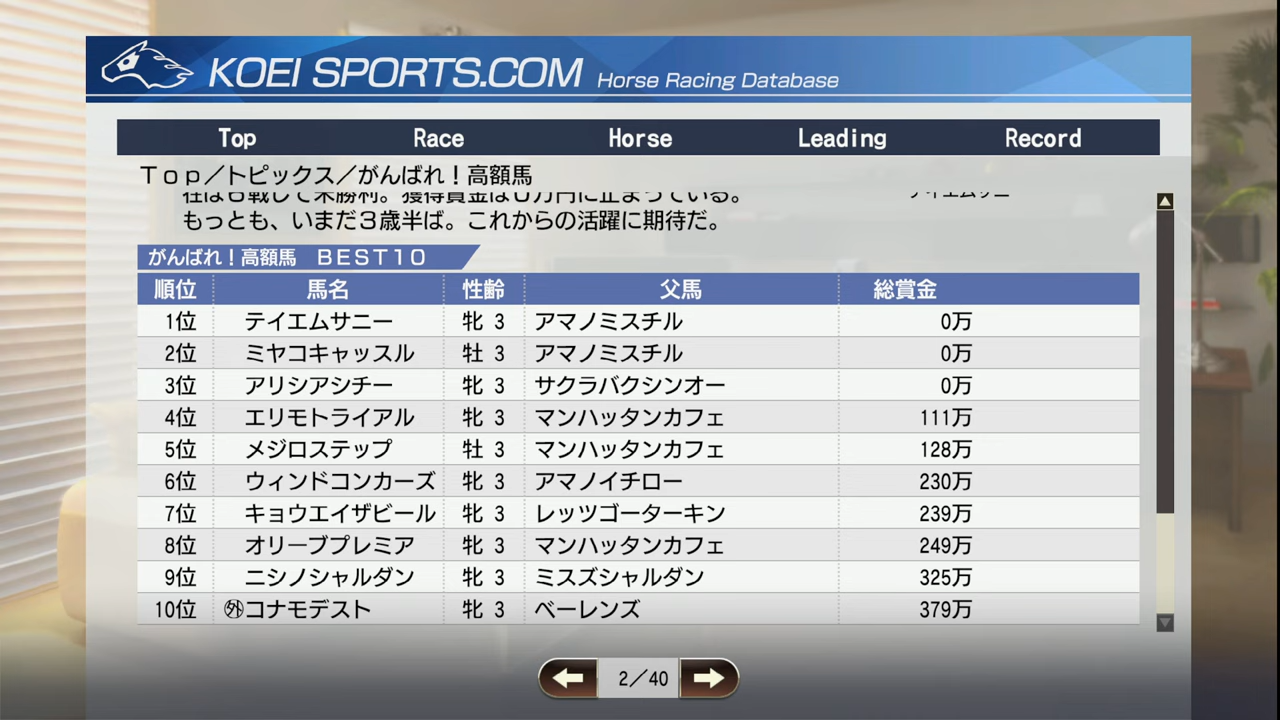 KOEI SPORTS.COM Horse Racing Database
Top Race Horse Leading Record
Ｔｏｐ／トピックス／がんばれ！高額馬
もっとも、いまだ３歳半ば。これからの活躍に期待だ。
がんばれ！高額馬 ＢＥＳＴ１０
順位 馬名 性齢 父馬 総賞金
1位 テイエムサニー 牝 3 アマノミスチル 0万
2位 ミヤコキャッスル 牡 3 アマノミスチル 0万
3位 アリシアシチー 牝 3 サクラバクシンオー 0万
4位 エリモトライアル 牝 3 マンハッタンカフェ 111万
5位 メジロステップ 牡 3 マンハッタンカフェ 128万
6位 ウィンドコンカーズ 牝 3 アマノイチロー 230万
7位 キョウエイザビール 牝 3 レッツゴーターキン 239万
8位 オリーブプレミア 牝 3 マンハッタンカフェ 249万
9位 ニシノシャルダン 牝 3 ミスズシャルダン 325万
10位 ㊕コナモデスト 牝 3 ベーレンズ 379万
2／40